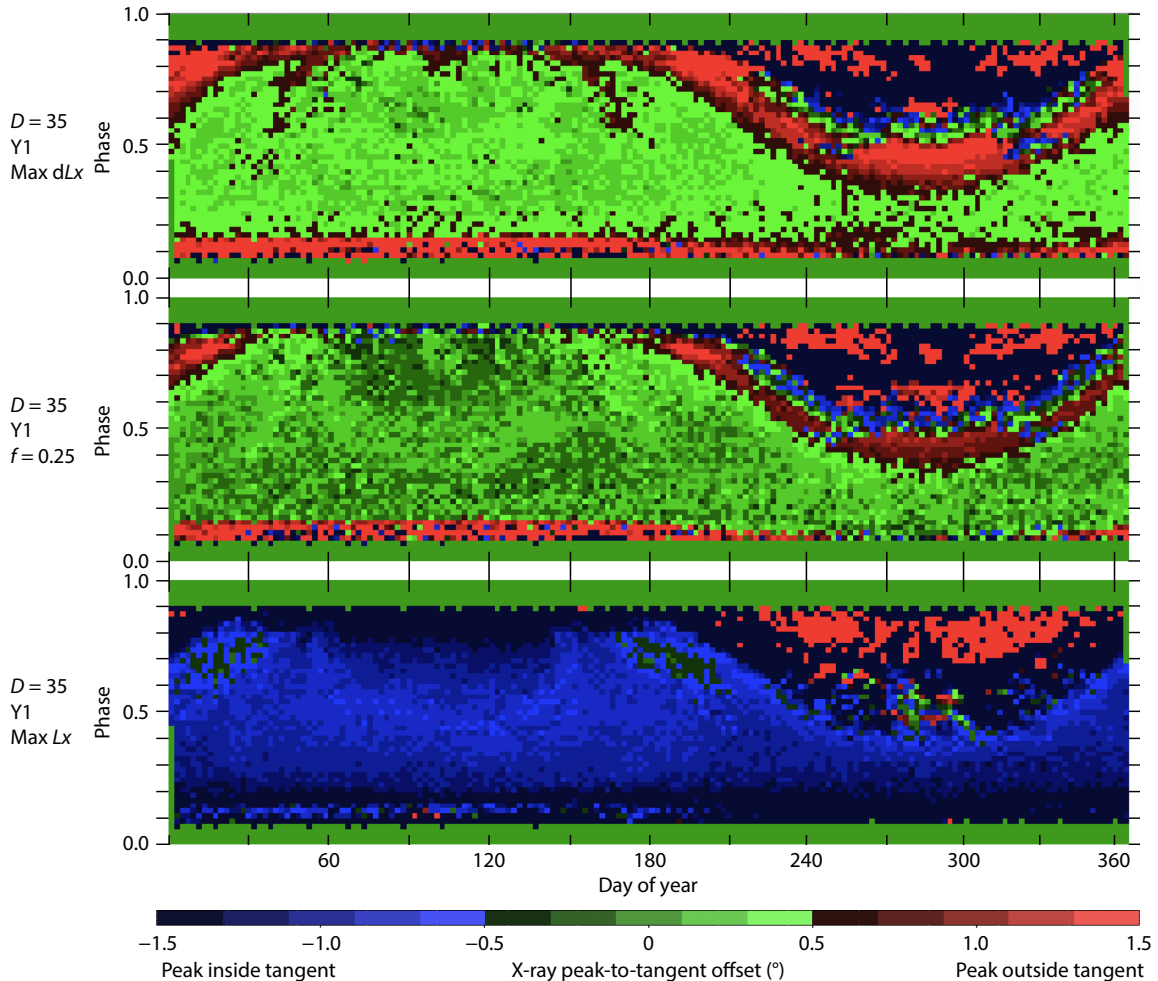 1.0
D = 35
Y1
Max dLx
Phase
0.5
0.0
1.0
D = 35
Y1
f = 0.25
Phase
0.5
0.0
1.0
D = 35
Y1
Max Lx
Phase
0.5
0.0
60 120 180 240 300 360
Day of year
−1.5 −1.0 −0.5 0 0.5 1.0 1.5
Peak inside tangent X-ray peak-to-tangent offset (°) Peak outside tangent